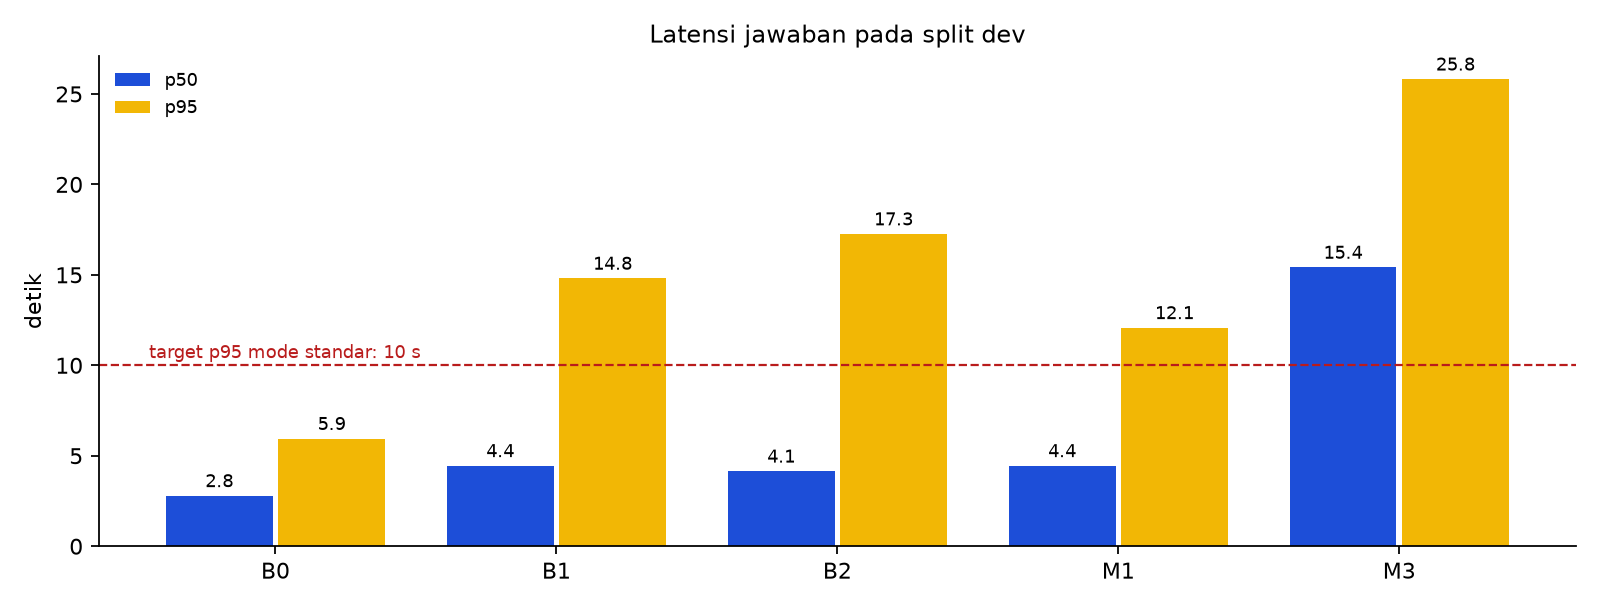 Latensi jawaban pada split dev
p50
p95
detik
25
20
15
10
5
0
target p95 mode standar: 10 s
2.8
5.9
4.4
14.8
4.1
17.3
4.4
12.1
15.4
25.8
B0
B1
B2
M1
M3